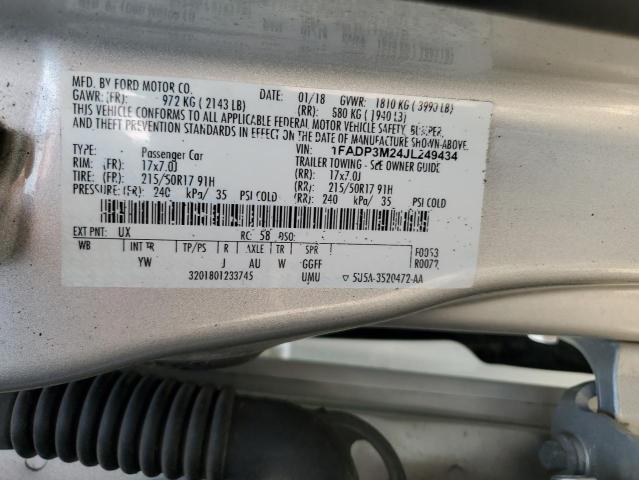 MFD. BY FORD MOTOR CO.
DATE: 01/18 GVWR: 1810 KG ( 3993 LB)
GAWR: (FR): 972 KG ( 2143 LB) (RR): 880 KG ( 1940 LB)
THIS VEHICLE CONFORMS TO ALL APPLICABLE FEDERAL MOTOR VEHICLE SAFETY, BUMPER,
AND THEFT PREVENTION STANDARDS IN EFFECT ON THE DATE OF MANUFACTURE SHOWN ABOVE.
VIN: 1FADP3M24JL249434
TYPE: Passenger Car TRAILER TOWING - SEE OWNER GUIDE
RIM: (FR): 17x7.0J (RR): 17x7.0J
TIRE: (FR): 215/50R17 91H (RR): 215/50R17 91H
PRESSURE: (FR): 240 kPa/ 35 PSI COLD (RR): 240 kPa/ 35 PSI COLD
EXT PNT: UX RC: 58 DSO:
WB INT TR TP/PS R AXLE TR SPR F0053
YW J AU W GGFF R0077
3201801233745 UMU 5U5A-3520472-AA